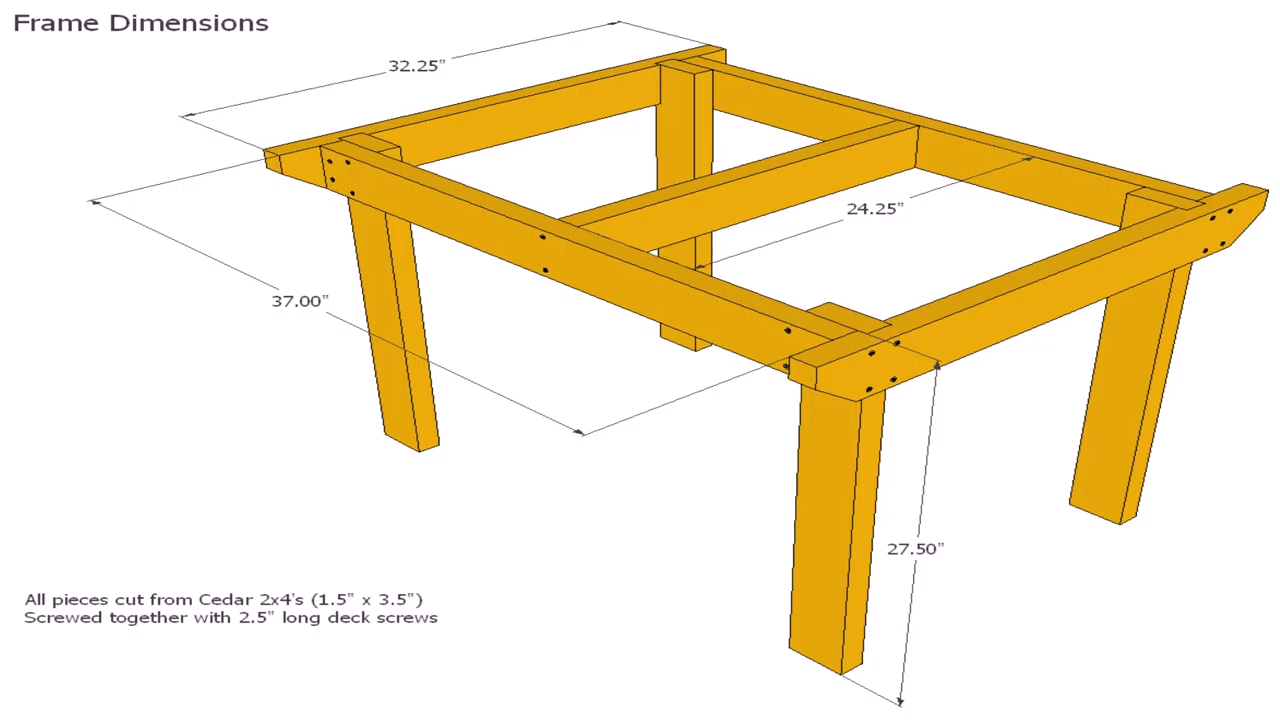 Frame Dimensions
32.25"
24.25"
37.00"
27.50"
All pieces cut from Cedar 2x4's (1.5" x 3.5")
Screwed together with 2.5" long deck screws